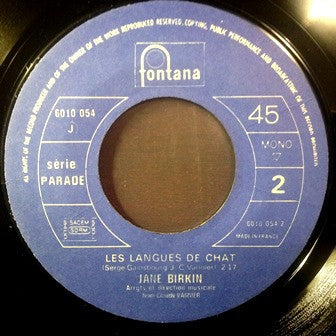 ALL RIGHTS OF THE PRODUCER AND OF THE OWNER OF THE WORK REPRODUCED RESERVED. COPYING, PUBLIC PERFORMANCE AND BROADCASTING OF THIS RECORD
fontana
6010 054
J
45
MONO
série
PARADE
SACEM
SDRM
2
6010 054 2
MADE IN FRANCE
LES LANGUES DE CHAT
(Serge Gainsbourg J.C. Vannier) 2'17
JANE BIRKIN
Arrgts et direction musicale
Jean-Claude VANNIER